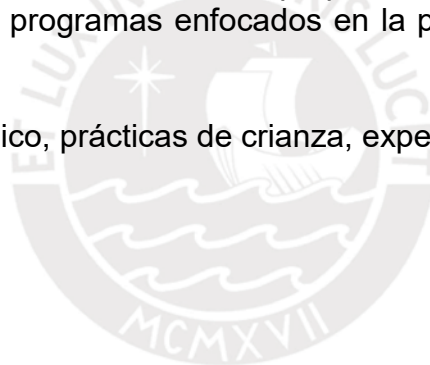 programas enfocados en la p
ico, prácticas de crianza, expe
MCMXVII